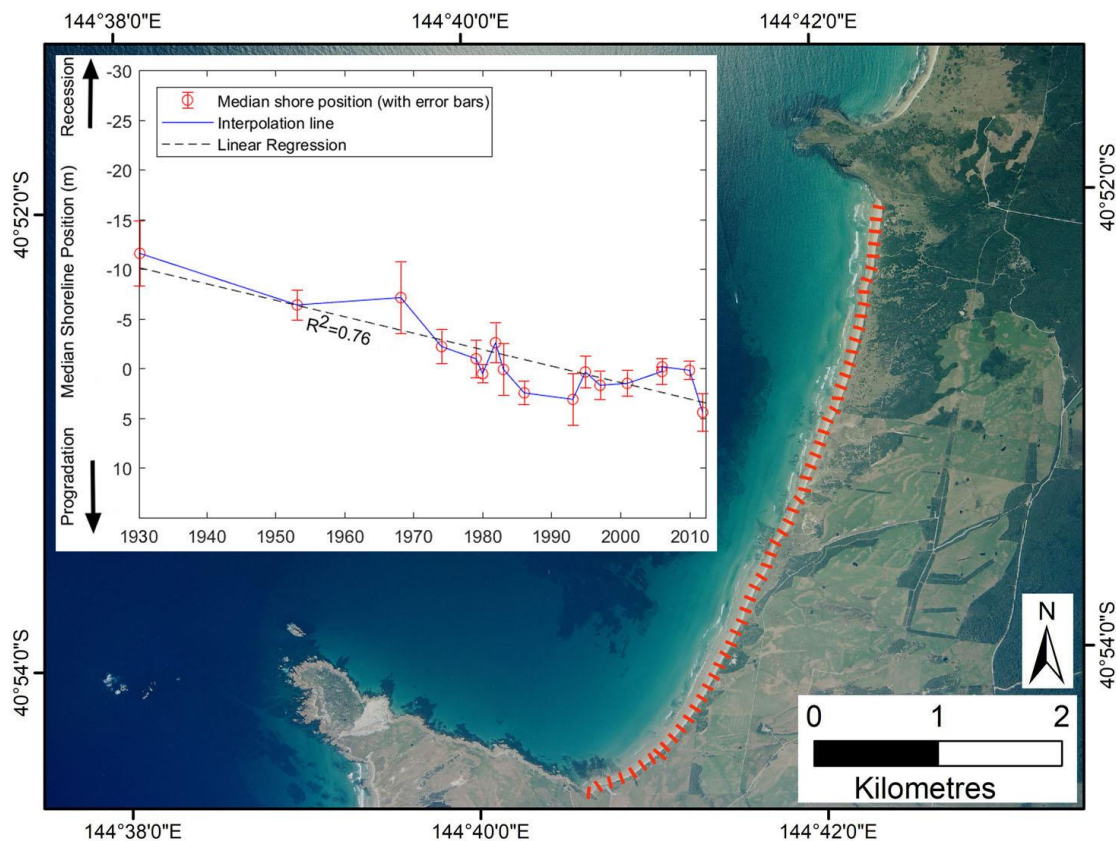 144°38'0"E 144°40'0"E 144°42'0"E
40°52'0"S
40°54'0"S
40°52'0"S
40°54'0"S
Recession
Median Shoreline Position (m)
Progradation
-30
-25
-20
-15
-10
-5
0
5
10
Median shore position (with error bars)
Interpolation line
Linear Regression
R²=0.76
1930 1940 1950 1960 1970 1980 1990 2000 2010
N
0 1 2
Kilometres
144°38'0"E 144°40'0"E 144°42'0"E